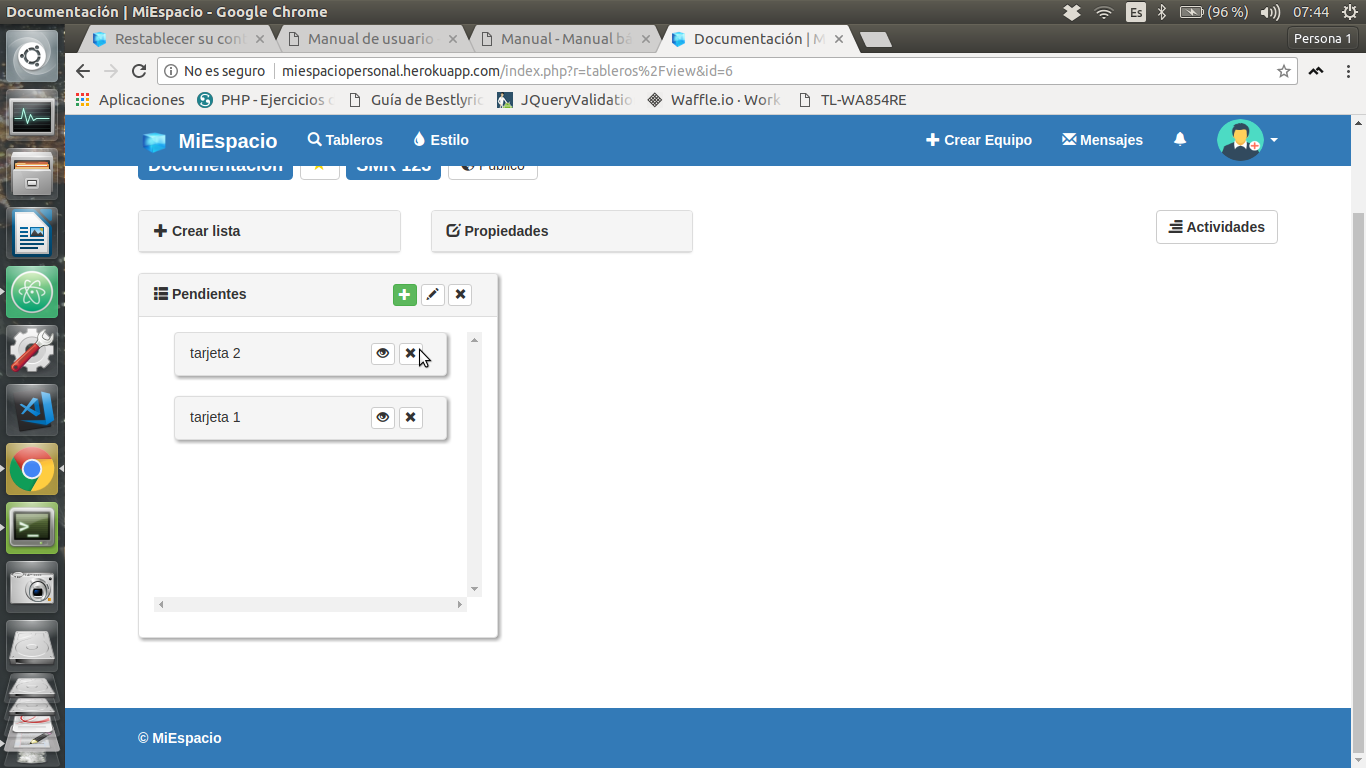 Documentación | MiEspacio - Google Chrome
Es
(96 %)
07:44
Restablecer su con
Manual de usuario
Manual - Manual ba
Documentación | M
Persona 1
No es seguro
miespaciopersonal.herokuapp.com/index.php?r=tableros%2Fview&id=6
Aplicaciones
PHP - Ejercicios
Guía de Bestlyric
JQueryValidatio
Waffle.io · Work
TL-WA854RE
MiEspacio
Tableros
Estilo
Crear Equipo
Mensajes
Documentación
SMR 123
Público
Crear lista
Propiedades
Actividades
Pendientes
tarjeta 2
tarjeta 1
© MiEspacio